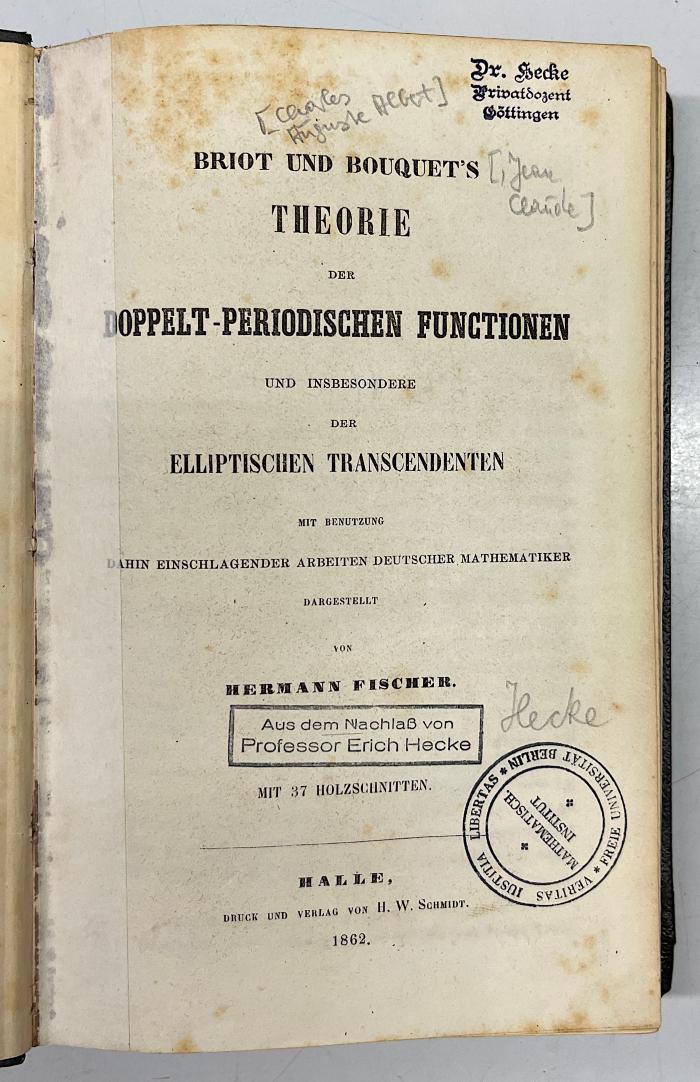 Dr. Hecke
Privatdozent
Göttingen
[Charles
Auguste Albert]
BRIOT UND BOUQUET'S [, Jean
Claude]
THEORIE
DER
DOPPELT-PERIODISCHEN FUNCTIONEN
UND INSBESONDERE
DER
ELLIPTISCHEN TRANSCENDENTEN
MIT BENUTZUNG
DAHIN EINSCHLAGENDER ARBEITEN DEUTSCHER MATHEMATIKER
DARGESTELLT
VON
HERMANN FISCHER.
Hecke
Aus dem Nachlaß von
Professor Erich Hecke
MIT 37 HOLZSCHNITTEN.
FREIE UNIVERSITÄT BERLIN * VERITAS IUSTITIA LIBERTAS *
MATHEMATISCH.
INSTITUT
HALLE,
DRUCK UND VERLAG VON H. W. SCHMIDT.
1862.